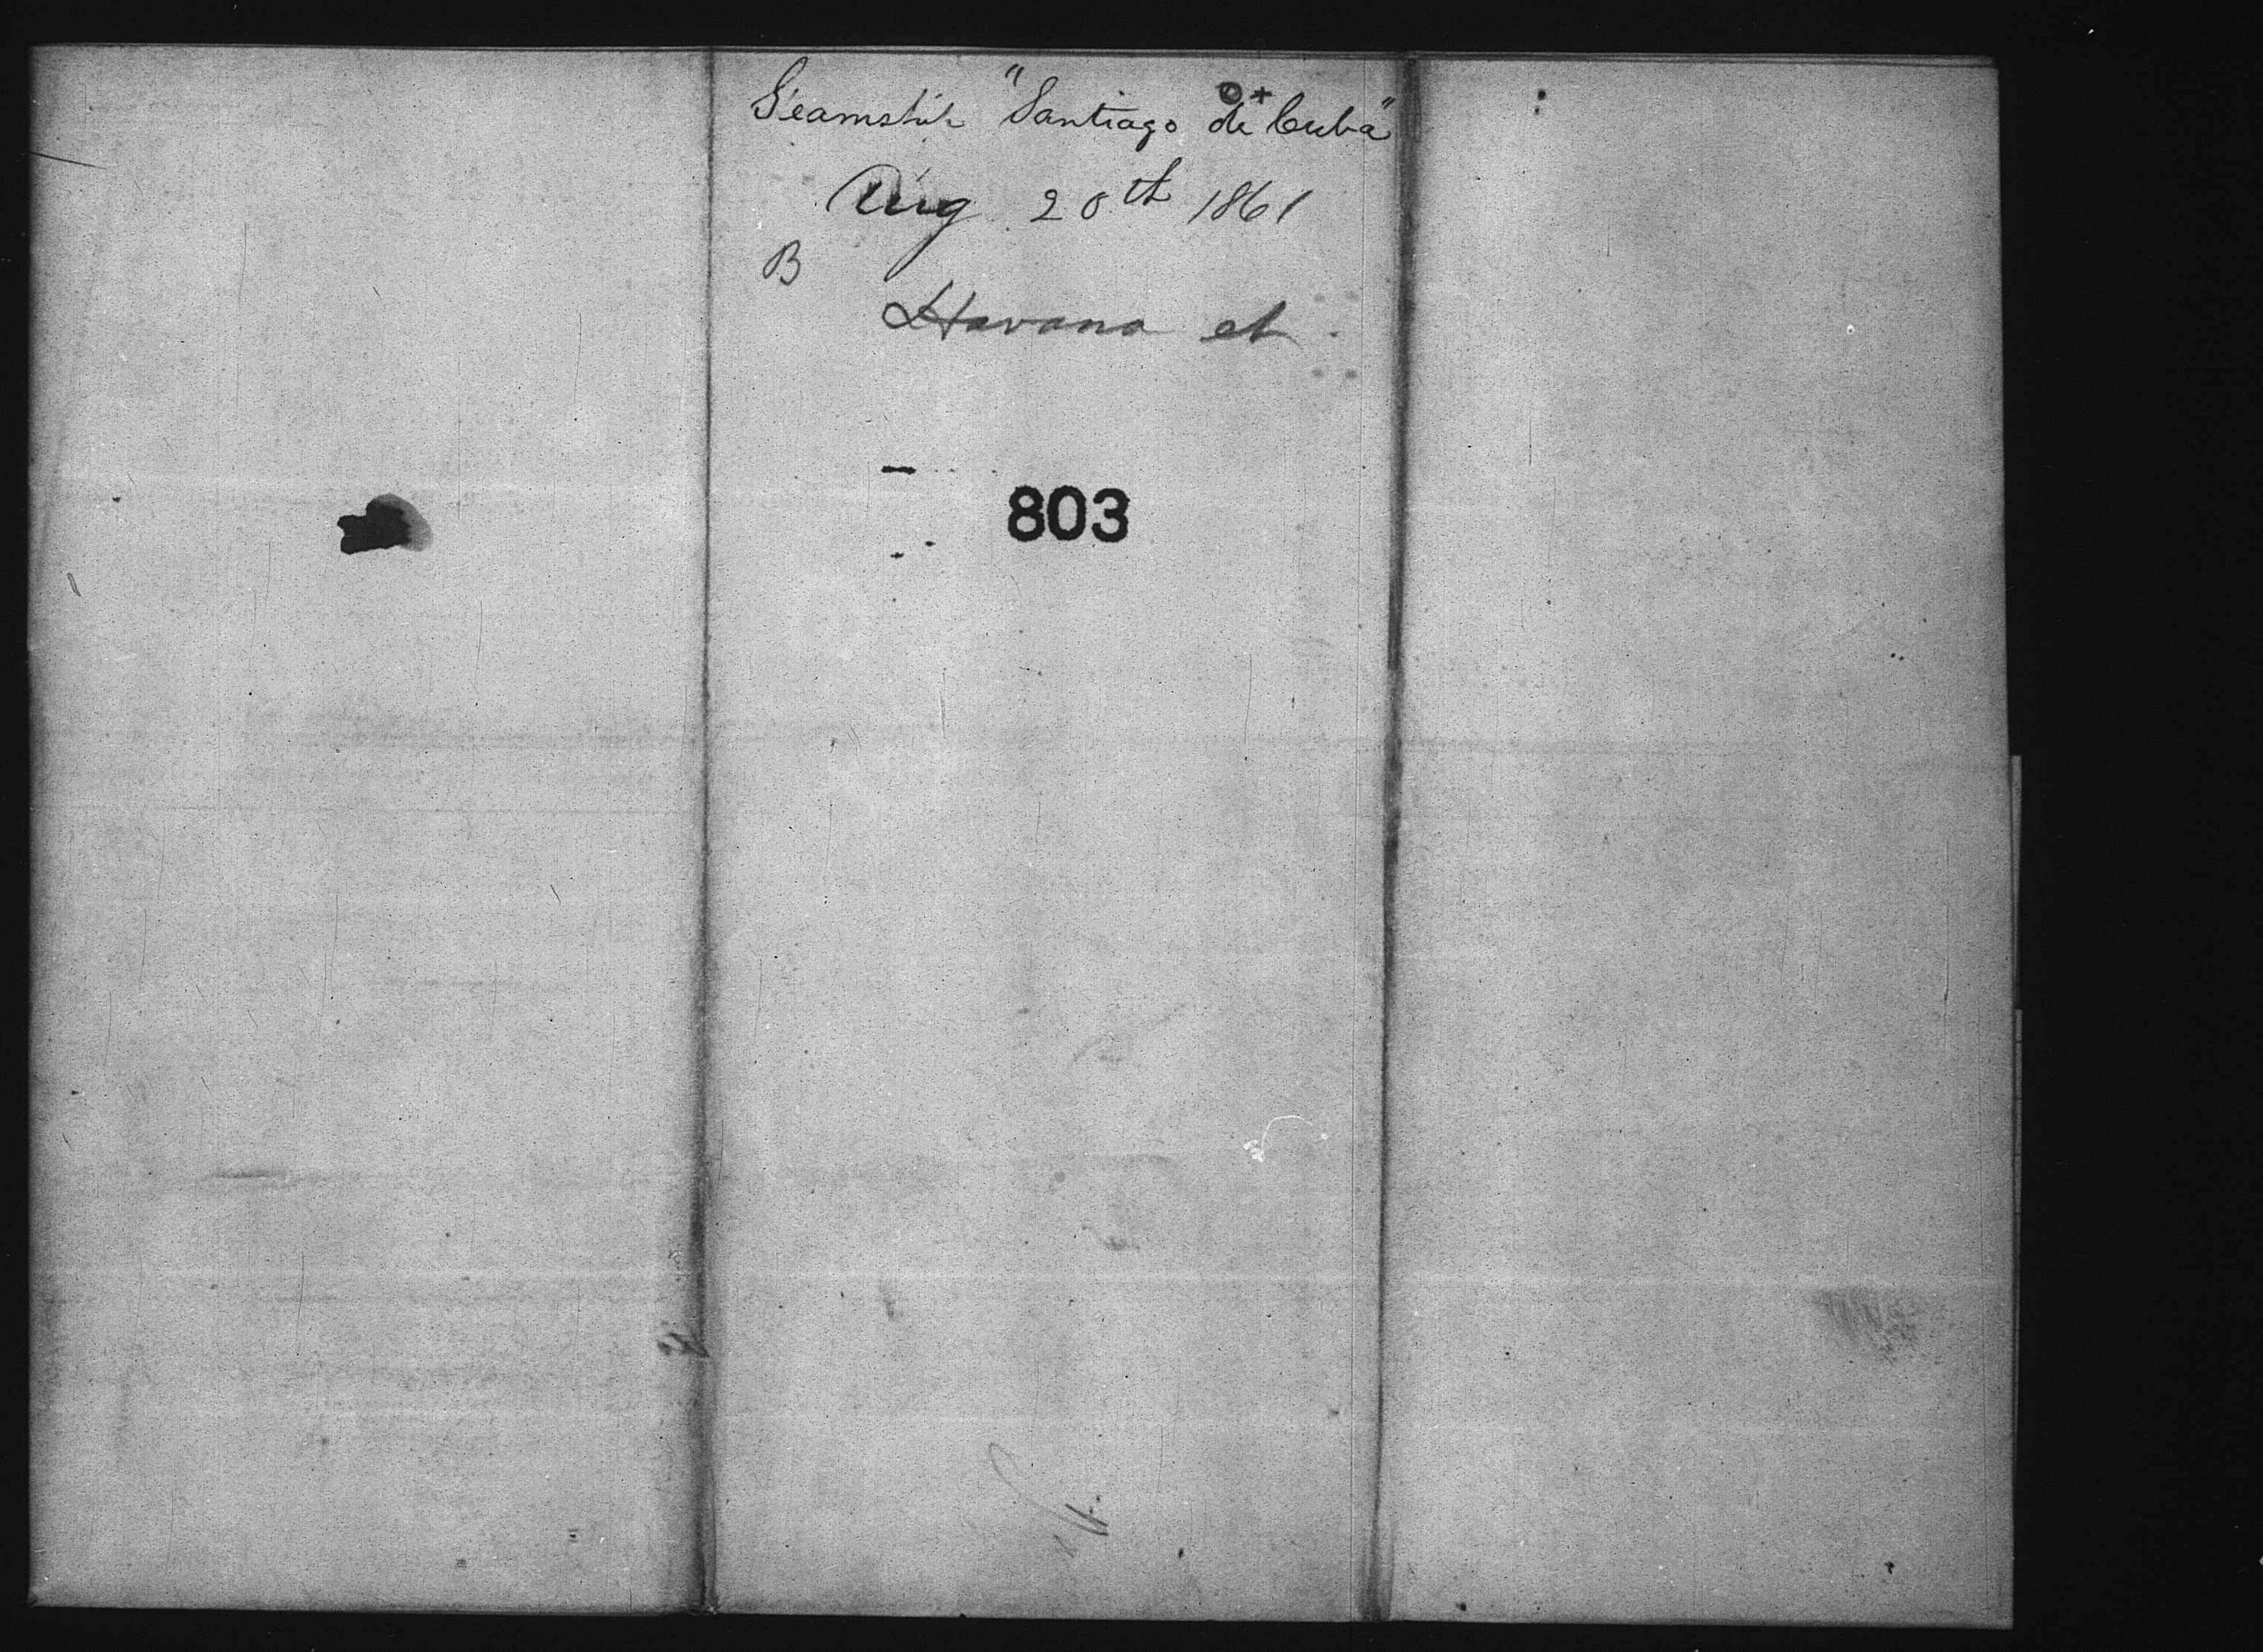 Steamship "Santiago de Cuba"
Aug 20th 1861
B
Havana et
803